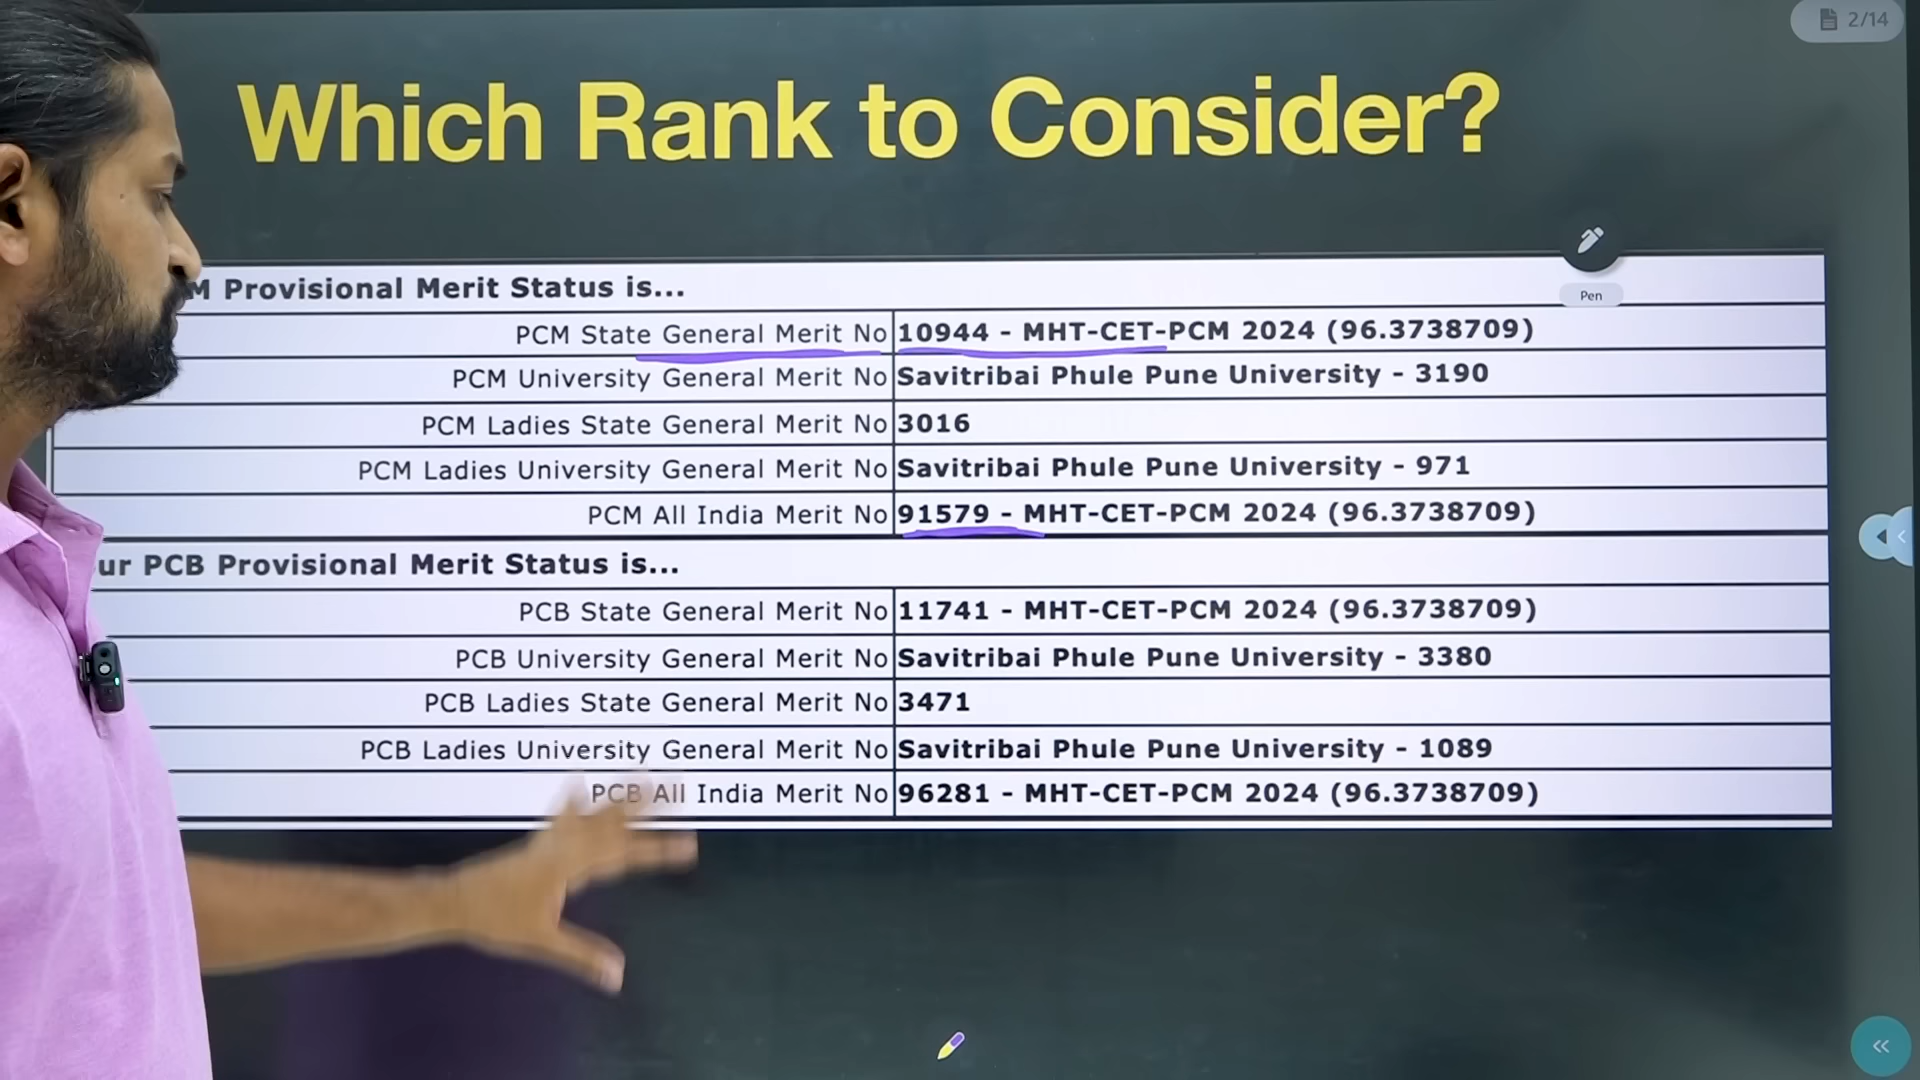 2/14
Which Rank to Consider?
Pen
M Provisional Merit Status is...
PCM State General Merit No 10944 - MHT-CET-PCM 2024 (96.3738709)
PCM University General Merit No Savitribai Phule Pune University - 3190
PCM Ladies State General Merit No 3016
PCM Ladies University General Merit No Savitribai Phule Pune University - 971
PCM All India Merit No 91579 - MHT-CET-PCM 2024 (96.3738709)
ur PCB Provisional Merit Status is...
PCB State General Merit No 11741 - MHT-CET-PCM 2024 (96.3738709)
PCB University General Merit No Savitribai Phule Pune University - 3380
PCB Ladies State General Merit No 3471
PCB Ladies University General Merit No Savitribai Phule Pune University - 1089
PCB All India Merit No 96281 - MHT-CET-PCM 2024 (96.3738709)